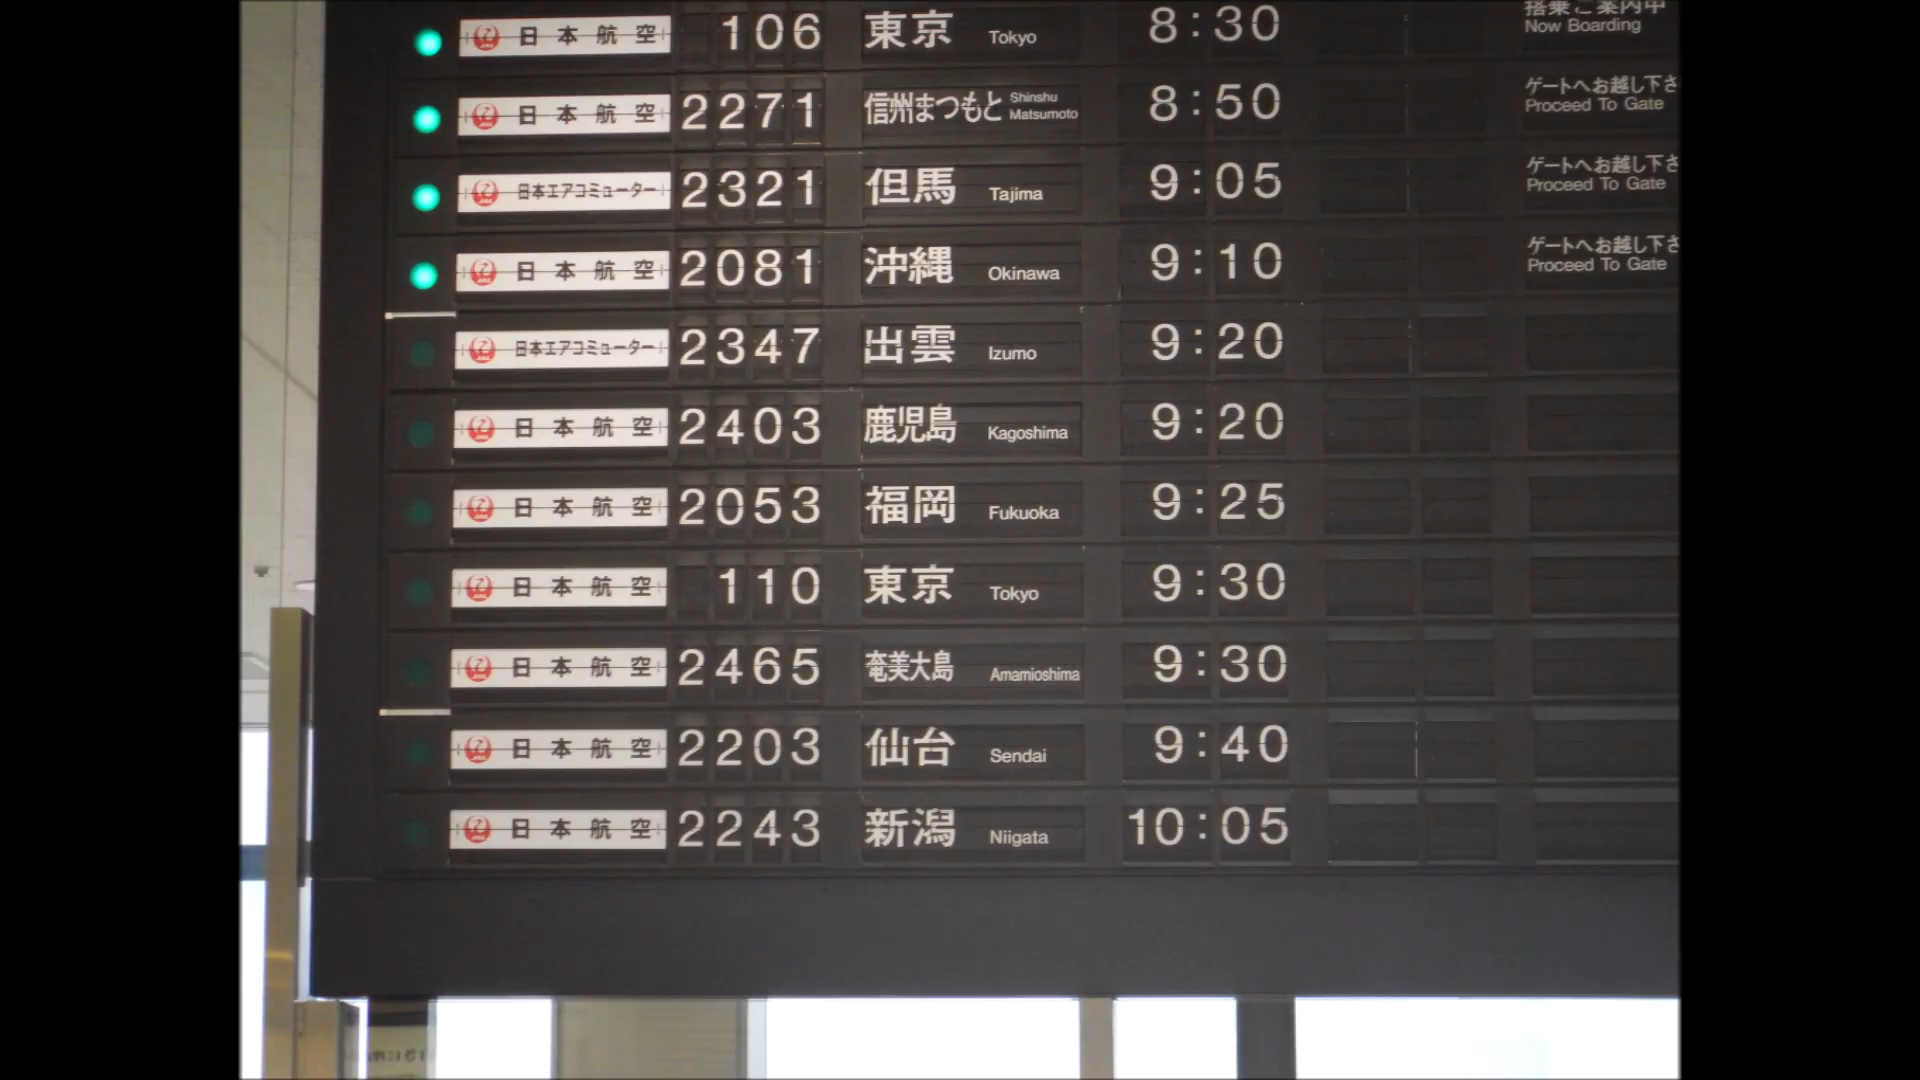 日本航空 106 東京 Tokyo 8:30 搭乗ご案内中
Now Boarding
日本航空 2271 信州まつもと Shinshu Matsumoto 8:50 ゲートへお越し下さ
Proceed To Gate
日本エアコミューター 2321 但馬 Tajima 9:05 ゲートへお越し下さ
Proceed To Gate
日本航空 2081 沖縄 Okinawa 9:10 ゲートへお越し下さ
Proceed To Gate
日本エアコミューター 2347 出雲 Izumo 9:20
日本航空 2403 鹿児島 Kagoshima 9:20
日本航空 2053 福岡 Fukuoka 9:25
日本航空 110 東京 Tokyo 9:30
日本航空 2465 奄美大島 Amamioshima 9:30
日本航空 2203 仙台 Sendai 9:40
日本航空 2243 新潟 Niigata 10:05